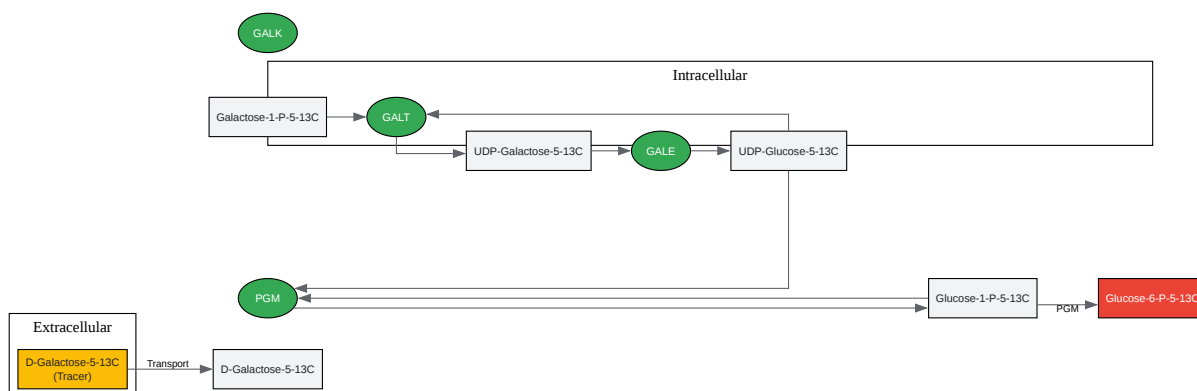 GALK
Intracellular
Galactose-1-P-5-13C
GALT
UDP-Galactose-5-13C
GALE
UDP-Glucose-5-13C
PGM
Glucose-1-P-5-13C
PGM
Glucose-6-P-5-13C
Extracellular
D-Galactose-5-13C
(Tracer)
Transport
D-Galactose-5-13C